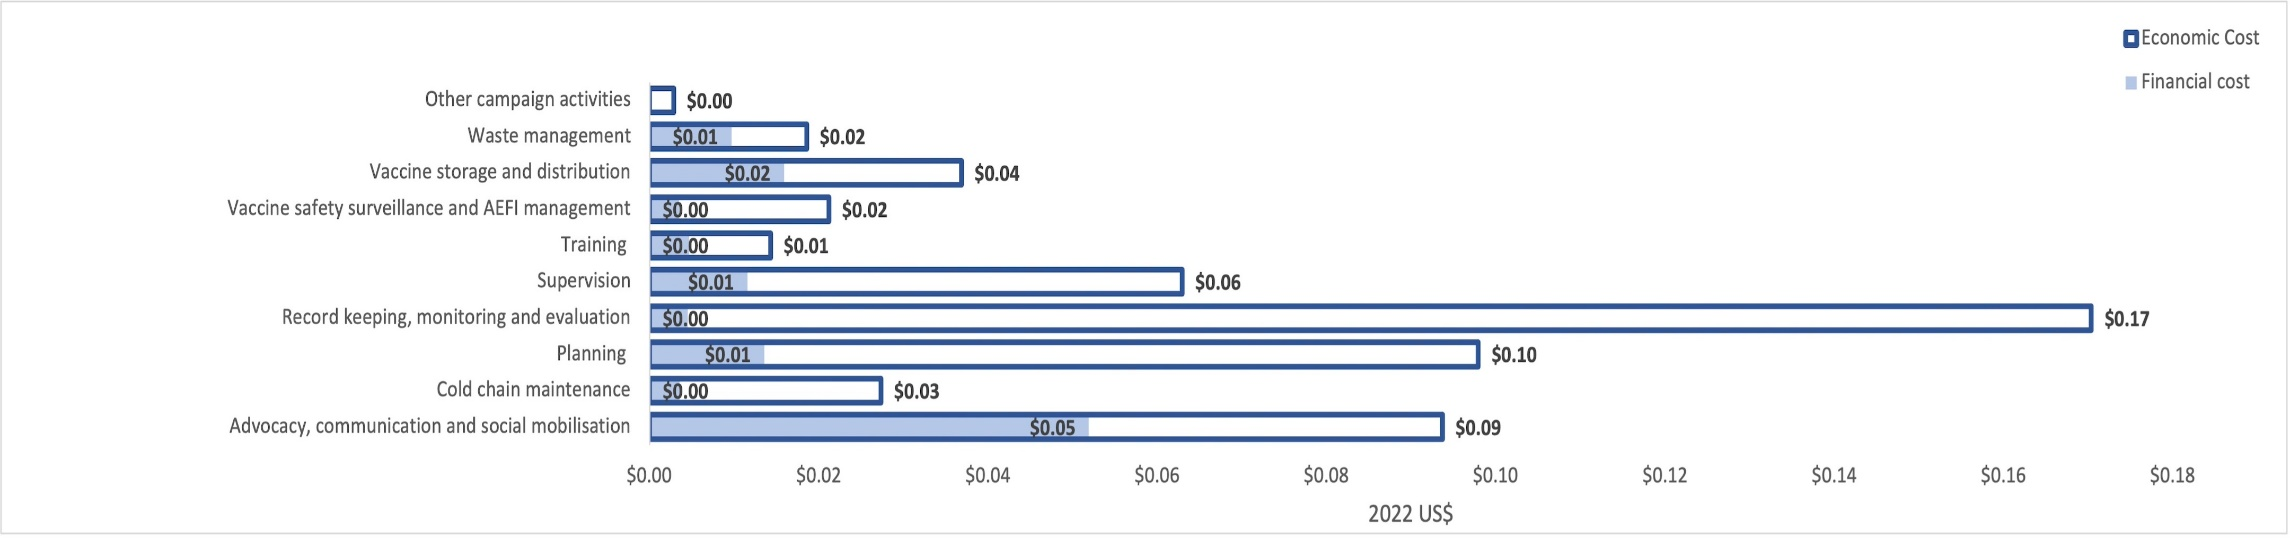 Economic Cost
Financial cost
Other campaign activities $0.00
Waste management $0.01 $0.02
Vaccine storage and distribution $0.02 $0.04
Vaccine safety surveillance and AEFI management $0.00 $0.02
Training $0.00 $0.01
Supervision $0.01 $0.06
Record keeping, monitoring and evaluation $0.00 $0.17
Planning $0.01 $0.10
Cold chain maintenance $0.00 $0.03
Advocacy, communication and social mobilisation $0.05 $0.09
$0.00 $0.02 $0.04 $0.06 $0.08 $0.10 $0.12 $0.14 $0.16 $0.18
2022 US$